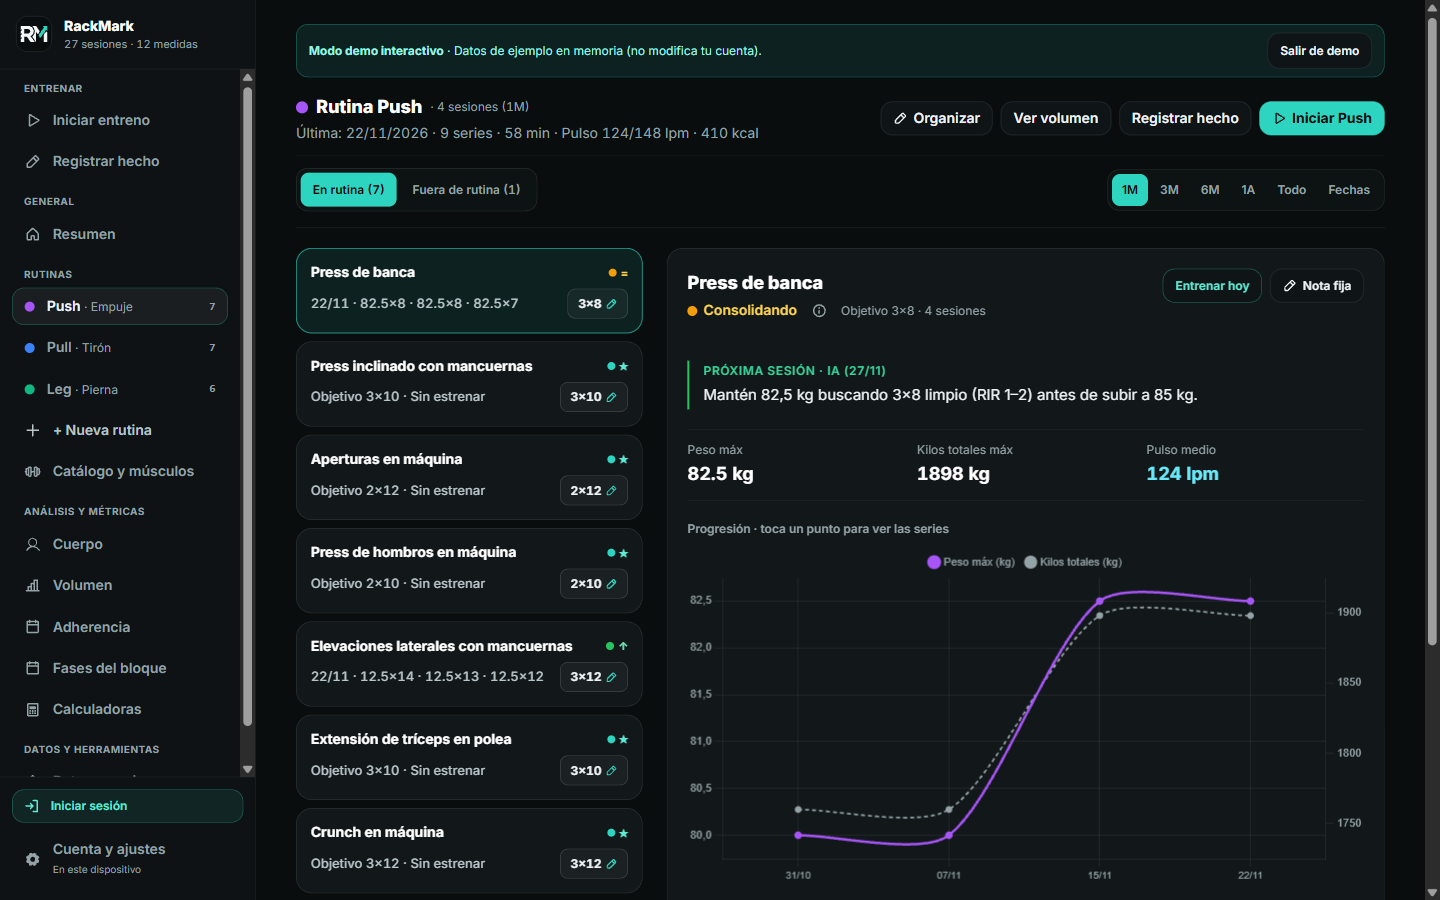 RM
RackMark
27 sesiones · 12 medidas
ENTRENAR
Iniciar entreno
Registrar hecho
GENERAL
Resumen
RUTINAS
Push · Empuje 7
Pull · Tirón 7
Leg · Pierna 6
+ Nueva rutina
Catálogo y músculos
ANÁLISIS Y MÉTRICAS
Cuerpo
Volumen
Adherencia
Fases del bloque
Calculadoras
DATOS Y HERRAMIENTAS
Iniciar sesión
Cuenta y ajustes
En este dispositivo
Modo demo interactivo · Datos de ejemplo en memoria (no modifica tu cuenta).
Salir de demo
Rutina Push · 4 sesiones (1M)
Última: 22/11/2026 · 9 series · 58 min · Pulso 124/148 lpm · 410 kcal
Organizar
Ver volumen
Registrar hecho
Iniciar Push
En rutina (7)
Fuera de rutina (1)
1M 3M 6M 1A Todo Fechas
Press de banca =
22/11 · 82.5×8 · 82.5×8 · 82.5×7 3×8
Press inclinado con mancuernas
Objetivo 3×10 · Sin estrenar 3×10
Aperturas en máquina
Objetivo 2×12 · Sin estrenar 2×12
Press de hombros en máquina
Objetivo 2×10 · Sin estrenar 2×10
Elevaciones laterales con mancuernas
22/11 · 12.5×14 · 12.5×13 · 12.5×12 3×12
Extensión de tríceps en polea
Objetivo 3×10 · Sin estrenar 3×10
Crunch en máquina
Objetivo 3×12 · Sin estrenar 3×12
Press de banca
Entrenar hoy
Nota fija
Consolidando Objetivo 3×8 · 4 sesiones
PRÓXIMA SESIÓN · IA (27/11)
Mantén 82,5 kg buscando 3×8 limpio (RIR 1–2) antes de subir a 85 kg.
Peso máx
82.5 kg
Kilos totales máx
1898 kg
Pulso medio
124 lpm
Progresión · toca un punto para ver las series
Peso máx (kg) Kilos totales (kg)
82,5
82,0
81,5
81,0
80,5
80,0
1900
1850
1800
1750
31/10 07/11 15/11 22/11